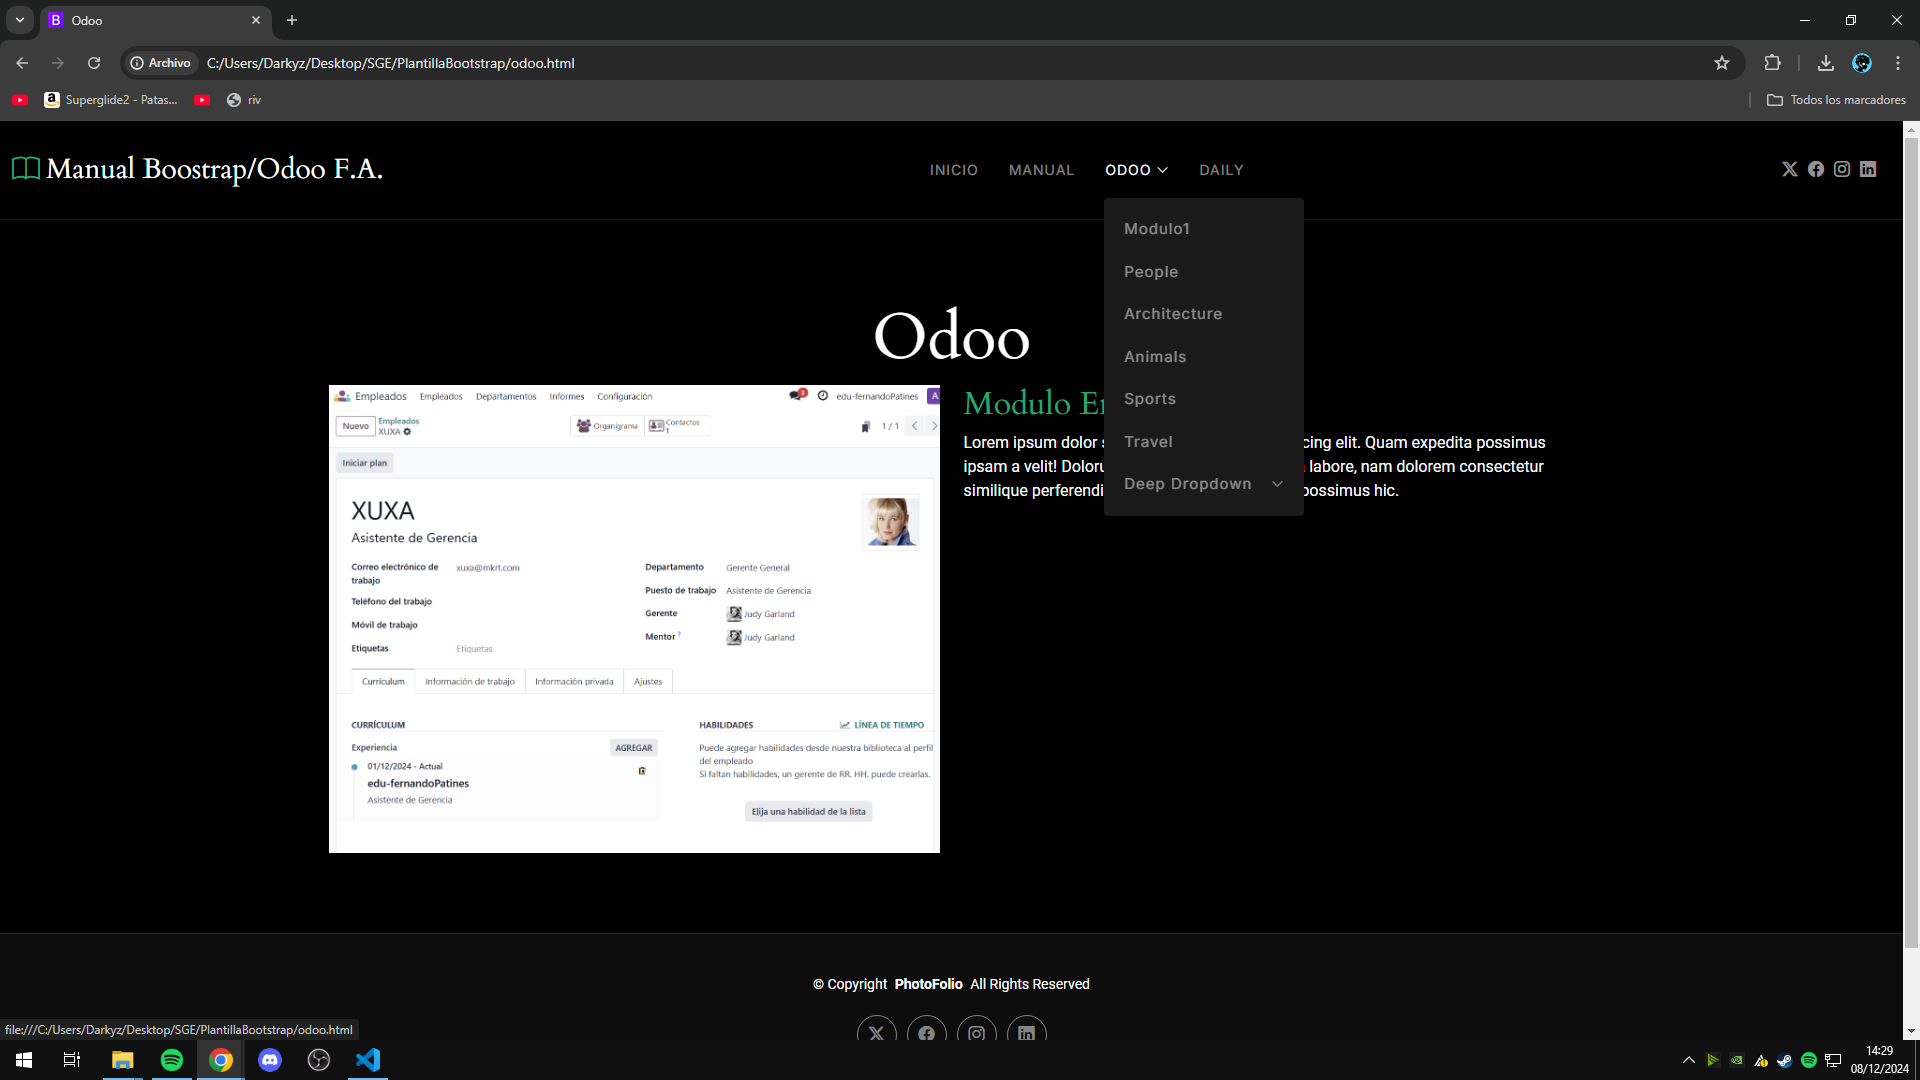 Odoo
Archivo
C:/Users/Darkyz/Desktop/SGE/PlantillaBootstrap/odoo.html
Superglide2 - Patas...
riv
Todos los marcadores
Manual Boostrap/Odoo F.A.
INICIO
MANUAL
ODOO
DAILY
Modulo1
People
Architecture
Animals
Sports
Travel
Deep Dropdown
Odoo
Empleados
Empleados
Departamentos
Informes
Configuración
edu-fernandoPatines
A
Nuevo
Empleados
XUXA
Organigrama
Contactos
1
1 / 1
Iniciar plan
XUXA
Asistente de Gerencia
Correo electrónico de
trabajo
xuxa@mkrt.com
Teléfono del trabajo
Móvil de trabajo
Etiquetas
Etiquetas
Departamento
Gerente General
Puesto de trabajo
Asistente de Gerencia
Gerente
Judy Garland
Mentor ?
Judy Garland
Currículum
Información de trabajo
Información privada
Ajustes
CURRÍCULUM
Experiencia
AGREGAR
01/12/2024 - Actual
edu-fernandoPatines
Asistente de Gerencia
HABILIDADES
LÍNEA DE TIEMPO
Puede agregar habilidades desde nuestra biblioteca al perfil
del empleado
Si faltan habilidades, un gerente de RR. HH. puede crearlas.
Elija una habilidad de la lista
Modulo
Lorem ipsum dolor cing elit. Quam expedita possimus
ipsam a velit! labore, nam dolorem consectetur
similique possimus hic.
© Copyright PhotoFolio All Rights Reserved
file:///C:/Users/Darkyz/Desktop/SGE/PlantillaBootstrap/odoo.html
14:29
08/12/2024